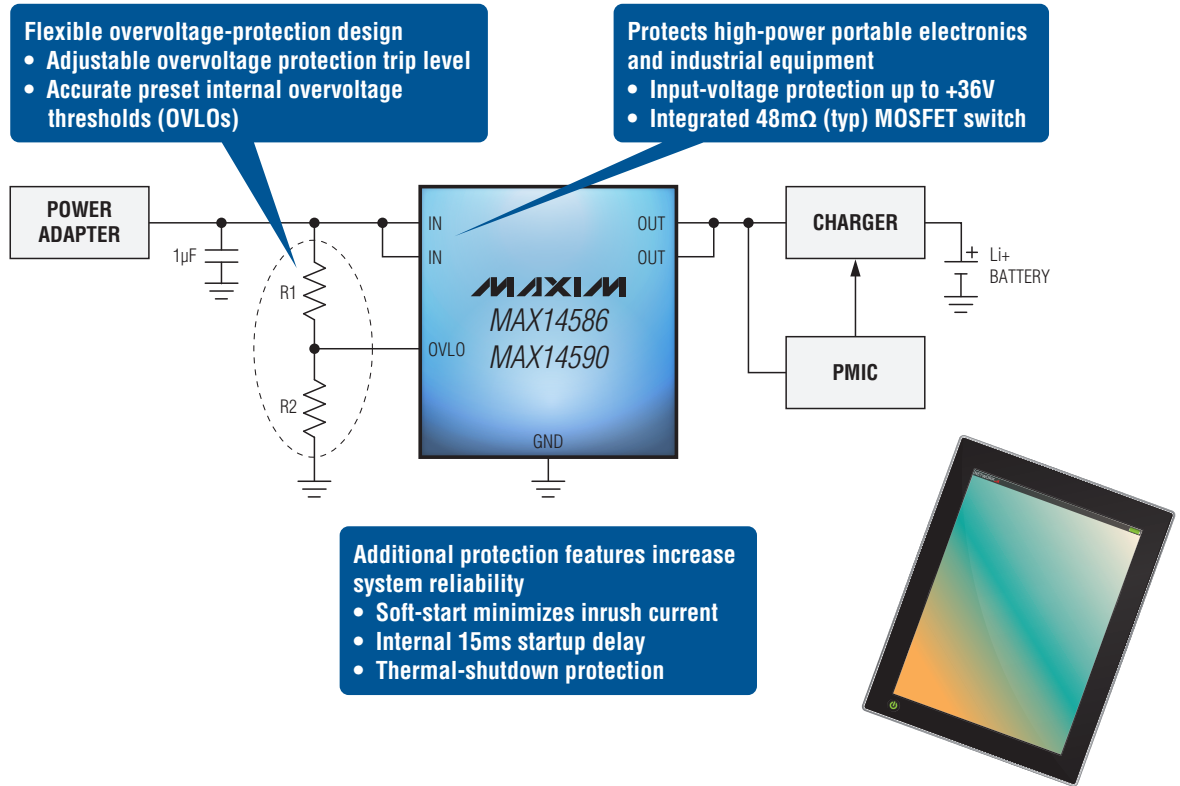 Flexible overvoltage-protection design
• Adjustable overvoltage protection trip level
• Accurate preset internal overvoltage
thresholds (OVLOs)
Protects high-power portable electronics
and industrial equipment
• Input-voltage protection up to +36V
• Integrated 48mΩ (typ) MOSFET switch
POWER
ADAPTER
1µF
R1
R2
IN
IN
OVLO
OUT
OUT
MAXIM
MAX14586
MAX14590
GND
CHARGER
PMIC
+ Li+
BATTERY
Additional protection features increase
system reliability
• Soft-start minimizes inrush current
• Internal 15ms startup delay
• Thermal-shutdown protection